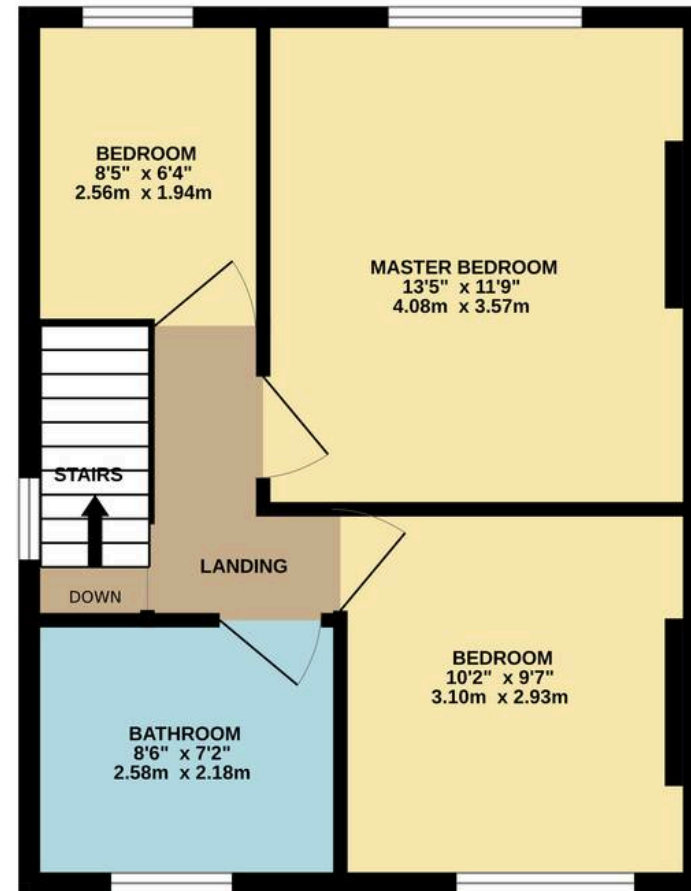 BEDROOM
8'5" x 6'4"
2.56m x 1.94m
MASTER BEDROOM
13'5" x 11'9"
4.08m x 3.57m
STAIRS
LANDING
DOWN
BEDROOM
10'2" x 9'7"
3.10m x 2.93m
BATHROOM
8'6" x 7'2"
2.58m x 2.18m